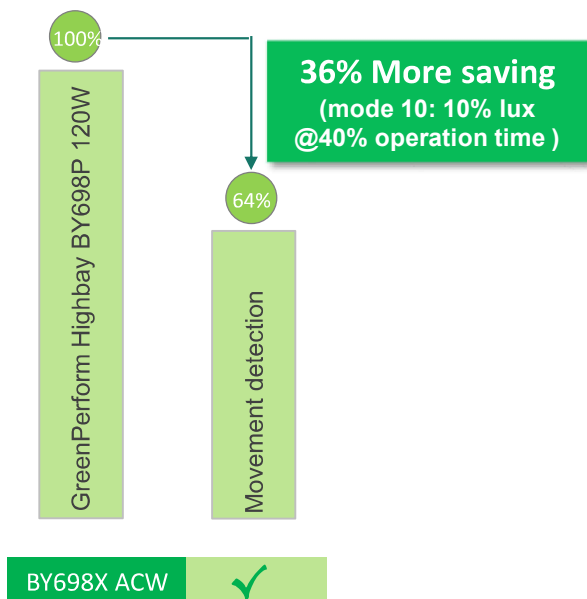 100%
36% More saving
(mode 10: 10% lux
@40% operation time )
64%
GreenPerform Highbay BY698P 120W
Movement detection
BY698X ACW